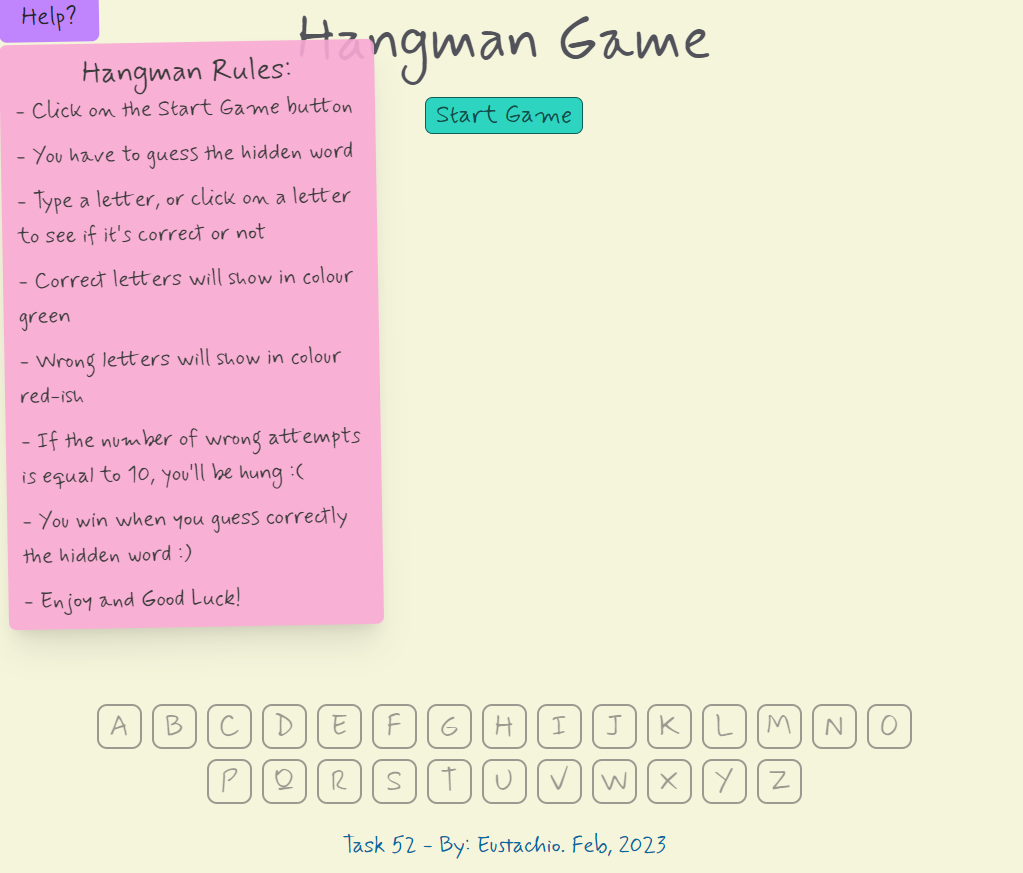 Help?
Hangman Game
Start Game
Hangman Rules:
- Click on the Start Game button
- You have to guess the hidden word
- Type a letter, or click on a letter
to see if it's correct or not
- Correct letters will show in colour
green
- Wrong letters will show in colour
red-ish
- If the number of wrong attempts
is equal to 10, you'll be hung :(
- You win when you guess correctly
the hidden word :)
- Enjoy and Good Luck!
A B C D E F G H I J K L M N O
P Q R S T U V W X Y Z
Task 52 - By: Eustachio. Feb, 2023